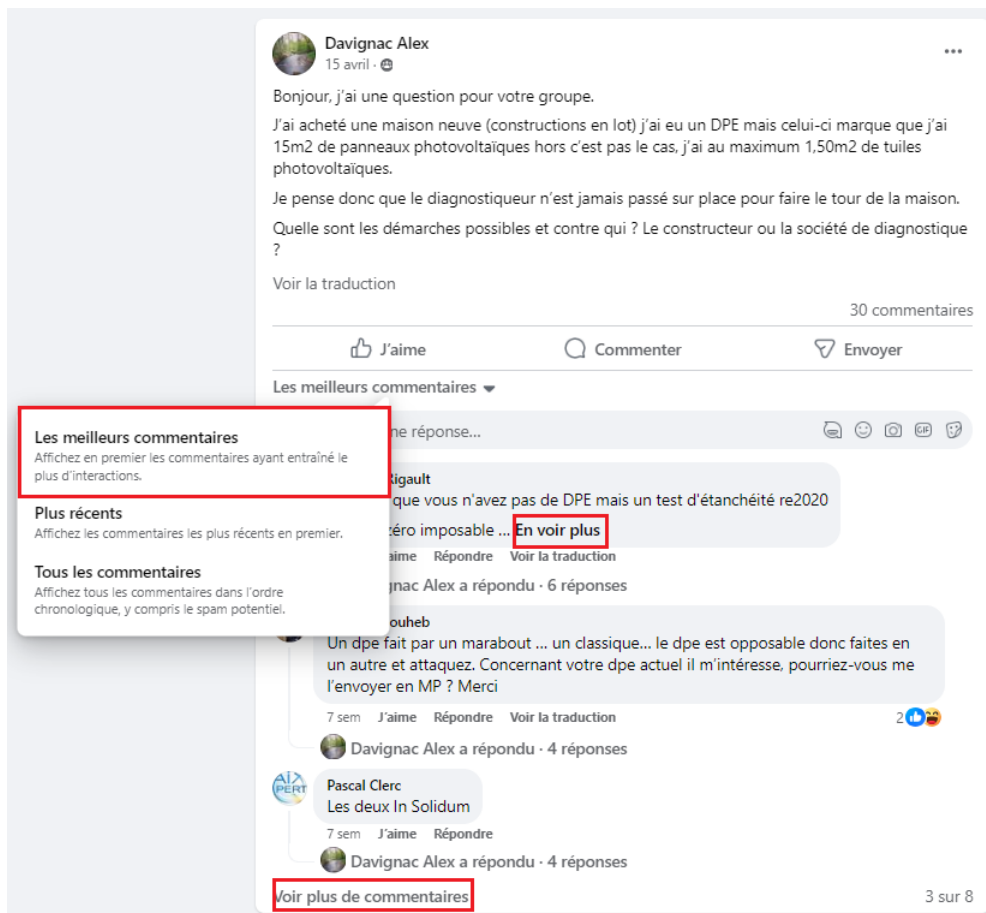 Davignac Alex
15 avril ·
Bonjour, j'ai une question pour votre groupe.
J'ai acheté une maison neuve (constructions en lot) j'ai eu un DPE mais celui-ci marque que j'ai
15m2 de panneaux photovoltaïques hors c'est pas le cas, j'ai au maximum 1,50m2 de tuiles
photovoltaïques.
Je pense donc que le diagnostiqueur n'est jamais passé sur place pour faire le tour de la maison.
Quelle sont les démarches possibles et contre qui ? Le constructeur ou la société de diagnostique
?
Voir la traduction
30 commentaires
J'aime Commenter Envoyer
Les meilleurs commentaires
Les meilleurs commentaires
Affichez en premier les commentaires ayant entraîné le
plus d'interactions.
Plus récents
Affichez les commentaires les plus récents en premier.
Tous les commentaires
Affichez tous les commentaires dans l'ordre
chronologique, y compris le spam potentiel.
ne réponse...
GIF
Rigault
que vous n'avez pas de DPE mais un test d'étanchéité re2020
zéro imposable ... En voir plus
aime Répondre Voir la traduction
gnac Alex a répondu · 6 réponses
ouheb
Un dpe fait par un marabout ... un classique... le dpe est opposable donc faites en
un autre et attaquez. Concernant votre dpe actuel il m'intéresse, pourriez-vous me
l'envoyer en MP ? Merci
7 sem J'aime Répondre Voir la traduction
2
Davignac Alex a répondu · 4 réponses
AiX
PERT
Pascal Clerc
Les deux In Solidum
7 sem J'aime Répondre
Davignac Alex a répondu · 4 réponses
Voir plus de commentaires
3 sur 8